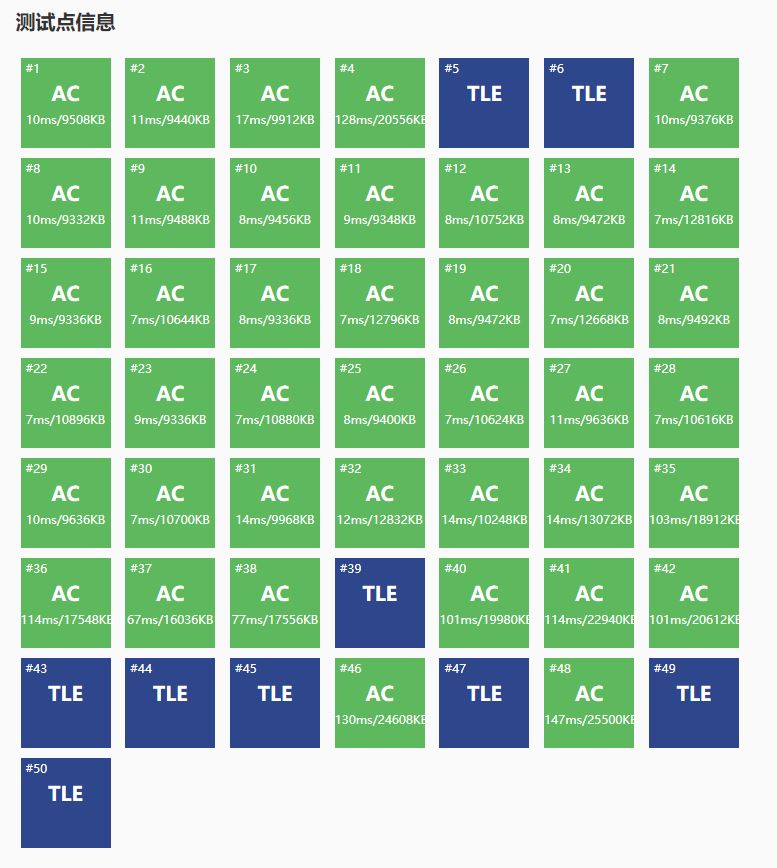 测试点信息
#1 #2 #3 #4 #5 #6 #7
AC AC AC AC TLE TLE AC
10ms/9508KB 11ms/9440KB 17ms/9912KB 128ms/20556KB 10ms/9376KB
#8 #9 #10 #11 #12 #13 #14
AC AC AC AC AC AC AC
10ms/9332KB 11ms/9488KB 8ms/9456KB 9ms/9348KB 8ms/10752KB 8ms/9472KB 7ms/12816KB
#15 #16 #17 #18 #19 #20 #21
AC AC AC AC AC AC AC
9ms/9336KB 7ms/10644KB 8ms/9336KB 7ms/12796KB 8ms/9472KB 7ms/12668KB 8ms/9492KB
#22 #23 #24 #25 #26 #27 #28
AC AC AC AC AC AC AC
7ms/10896KB 9ms/9336KB 7ms/10880KB 8ms/9400KB 7ms/10624KB 11ms/9636KB 7ms/10616KB
#29 #30 #31 #32 #33 #34 #35
AC AC AC AC AC AC AC
10ms/9636KB 7ms/10700KB 14ms/9968KB 12ms/12832KB 14ms/10248KB 14ms/13072KB 103ms/18912KB
#36 #37 #38 #39 #40 #41 #42
AC AC AC TLE AC AC AC
114ms/17548KB 67ms/16036KB 77ms/17556KB 101ms/19980KB 114ms/22940KB 101ms/20612KB
#43 #44 #45 #46 #47 #48 #49
TLE TLE TLE AC TLE AC TLE
130ms/24608KB 147ms/25500KB
#50
TLE